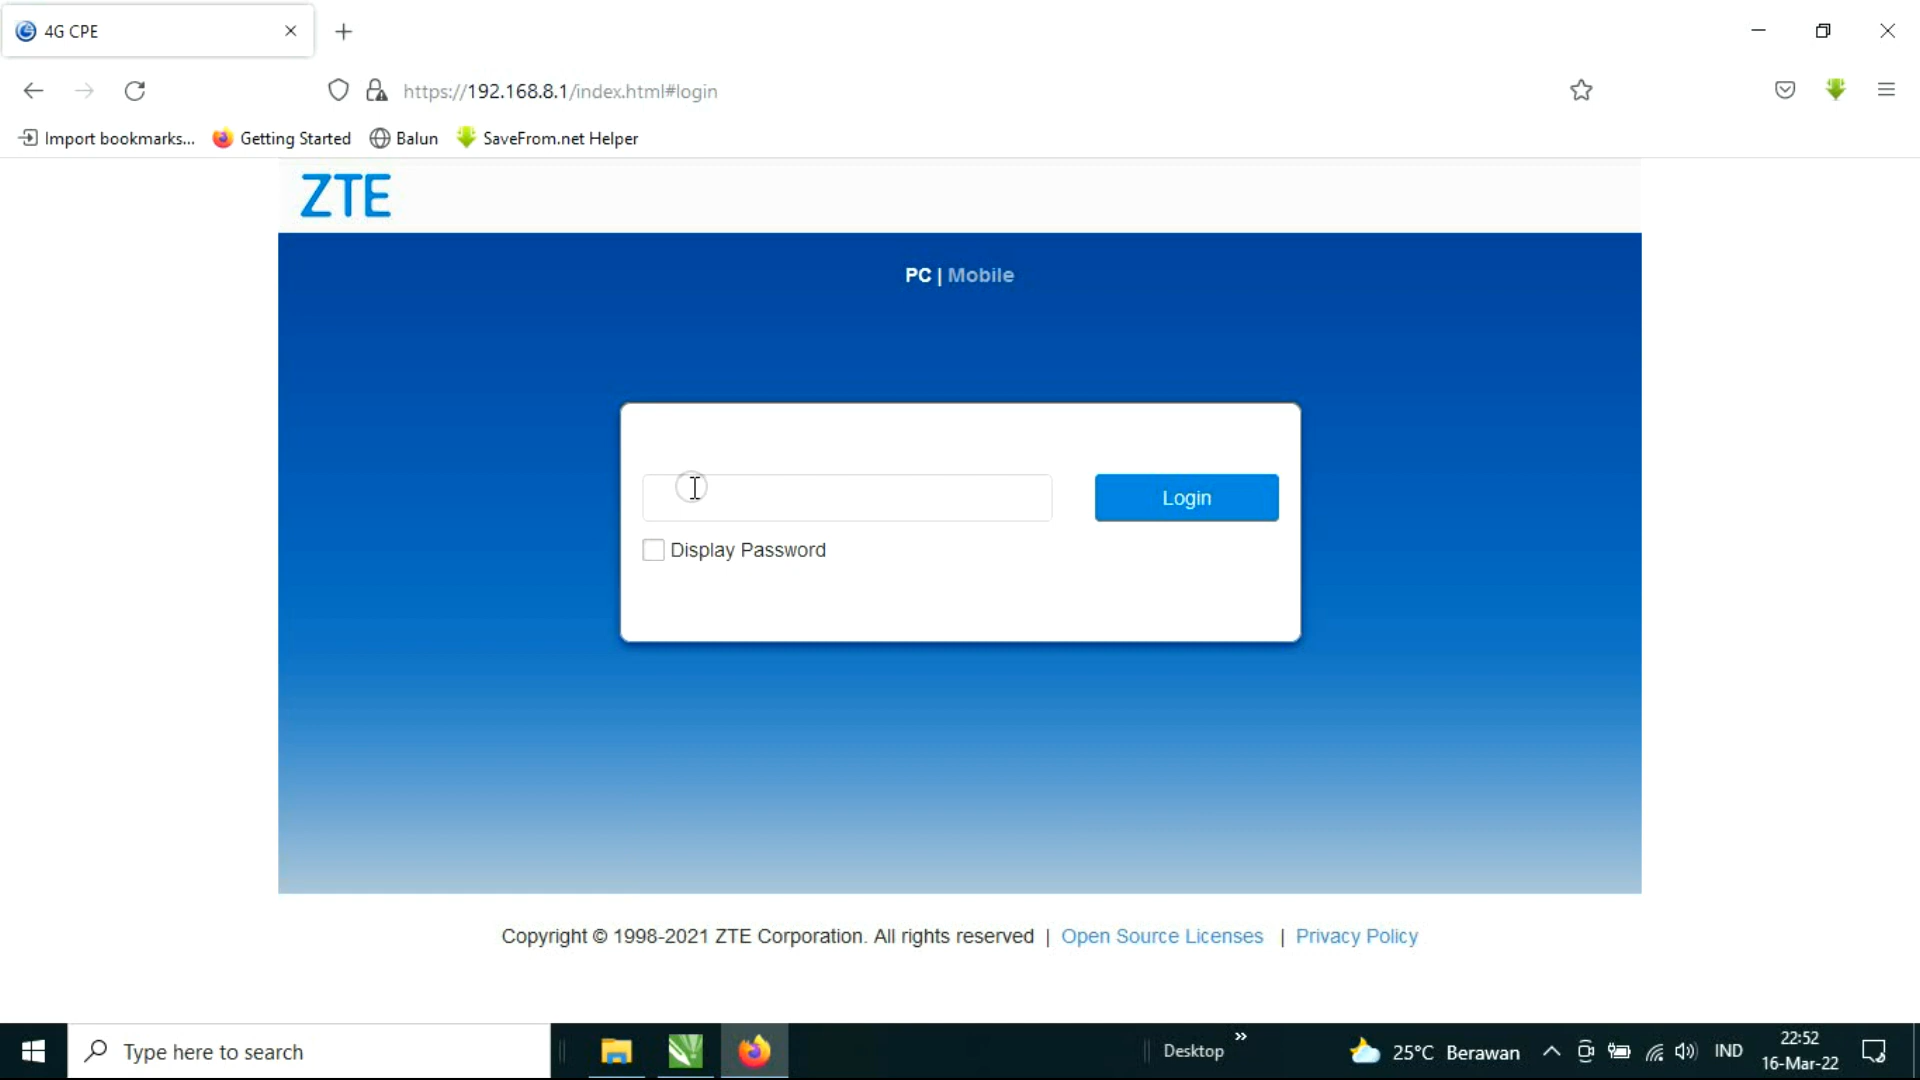 4G CPE
https://192.168.8.1/index.html#login
Import bookmarks... Getting Started Balun SaveFrom.net Helper
ZTE
PC | Mobile
Login
Display Password
Copyright © 1998-2021 ZTE Corporation. All rights reserved | Open Source Licenses | Privacy Policy
Type here to search
Desktop
25°C Berawan
IND
22:52
16-Mar-22